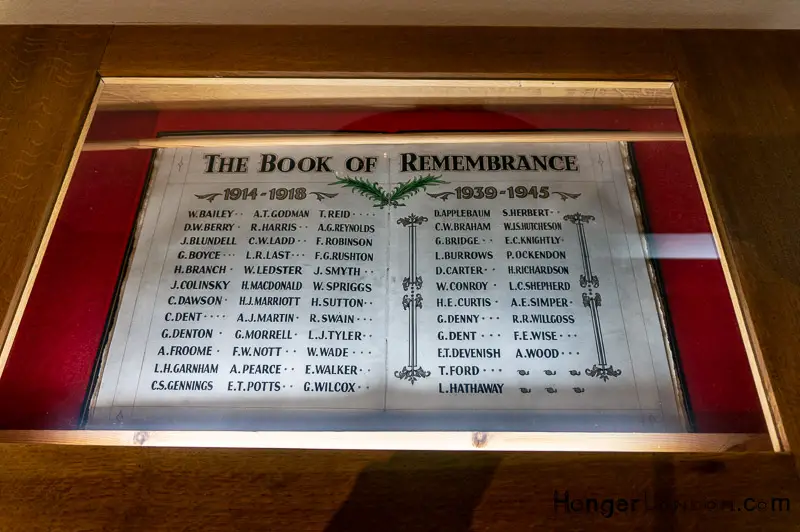 THE BOOK OF REMEMBRANCE
1914-1918
W. BAILEY·· A.T. GODMAN T. REID····
D.W. BERRY· R. HARRIS·· A.G. REYNOLDS
J. BLUNDELL C.W. LADD·· F. ROBINSON
G. BOYCE··· L.R. LAST··· F.G. RUSHTON
H. BRANCH· W. LEDSTER J. SMYTH··
J. COLINSKY H. MACDONALD W. SPRIGGS
C. DAWSON· H.J. MARRIOTT H. SUTTON··
C. DENT···· A.J. MARTIN· R. SWAIN···
G. DENTON· G. MORRELL· L.J. TYLER··
A. FROOME· F.W. NOTT·· W. WADE···
L.H. GARNHAM A. PEARCE·· E. WALKER··
C.S. GENNINGS E.T. POTTS·· G. WILCOX··
1939-1945
D. APPLEBAUM S. HERBERT··
C.W. BRAHAM W.J.S. HUTCHESON
G. BRIDGE·· E.C. KNIGHTLY·
L. BURROWS P. OCKENDON
D. CARTER·· H. RICHARDSON
W. CONROY· L.C. SHEPHERD
H.E. CURTIS· A.E. SIMPER·
G. DENNY··· R.R. WILLGOSS
G. DENT···· F.E. WISE···
E.T. DEVENISH A. WOOD···
T. FORD···
L. HATHAWAY
HongerLondon.com